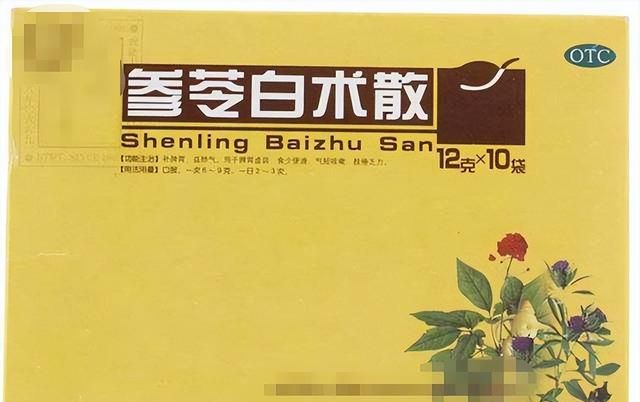 OTC
参苓白术散
Shenling Baizhu San
12克×10袋
【功能主治】补脾胃，益肺气。用于脾胃虚弱，食少便溏，气短咳嗽，肢倦乏力。
【用法用量】口服，一次6～9克，一日2～3次。